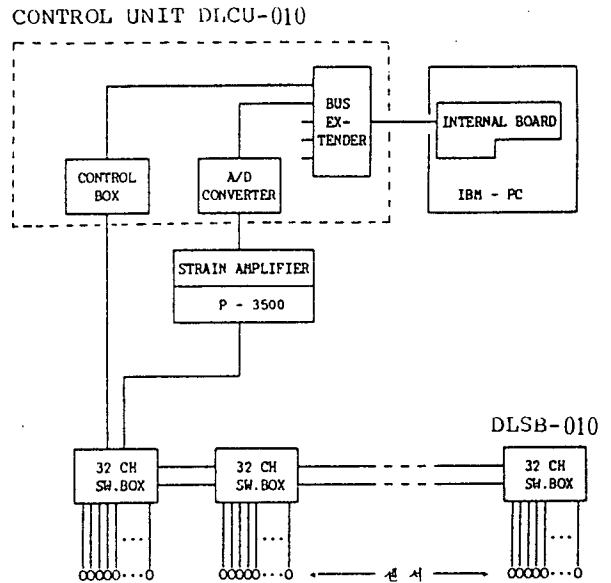 CONTROL UNIT DLCU-010
BUS
EX-
TENDER
INTERNAL BOARD
IBM - PC
CONTROL
BOX
A/D
CONVERTER
STRAIN AMPLIFIER
P - 3500
DLSB-010
32 CH
SW.BOX
32 CH
SW.BOX
32 CH
SW.BOX
센 서